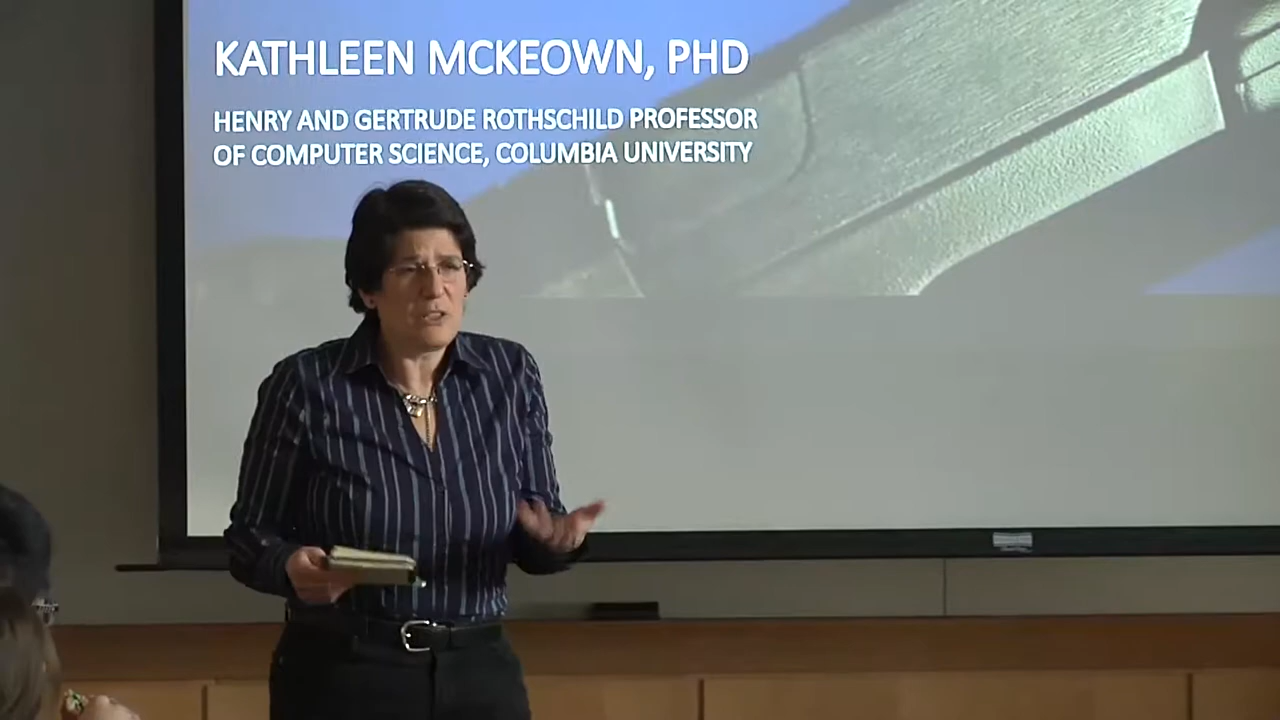 KATHLEEN MCKEOWN, PHD
HENRY AND GERTRUDE ROTHSCHILD PROFESSOR
OF COMPUTER SCIENCE, COLUMBIA UNIVERSITY